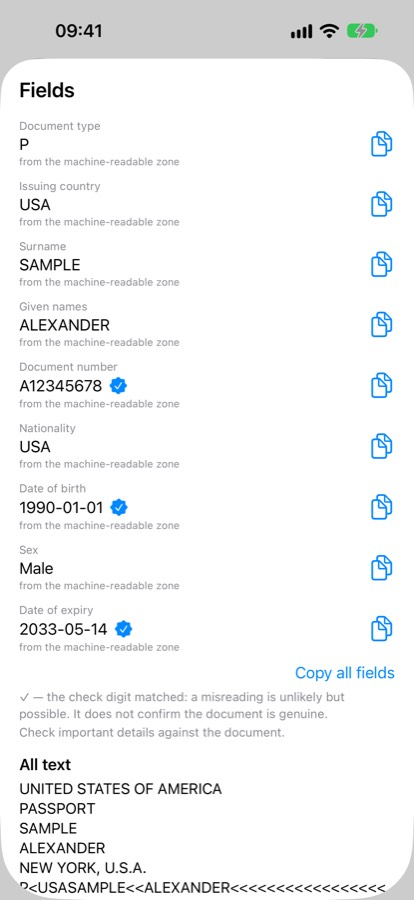 09:41
Fields
Document type
P
from the machine-readable zone
Issuing country
USA
from the machine-readable zone
Surname
SAMPLE
from the machine-readable zone
Given names
ALEXANDER
from the machine-readable zone
Document number
A12345678
from the machine-readable zone
Nationality
USA
from the machine-readable zone
Date of birth
1990-01-01
from the machine-readable zone
Sex
Male
from the machine-readable zone
Date of expiry
2033-05-14
from the machine-readable zone
Copy all fields
✓ — the check digit matched: a misreading is unlikely but
possible. It does not confirm the document is genuine.
Check important details against the document.
All text
UNITED STATES OF AMERICA
PASSPORT
SAMPLE
ALEXANDER
NEW YORK, U.S.A.
P<USASAMPLE<<ALEXANDER<<<<<<<<<<<<<<<<<